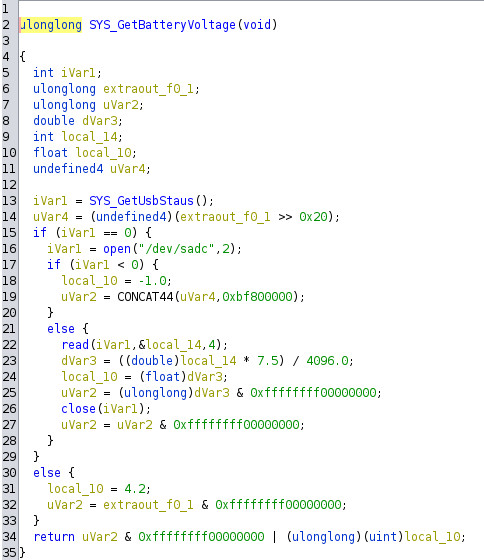 1
2 ulonglong SYS_GetBatteryVoltage(void)
3
4 {
5 int iVar1;
6 ulonglong extraout_f0_1;
7 ulonglong uVar2;
8 double dVar3;
9 int local_14;
10 float local_10;
11 undefined4 uVar4;
12
13 iVar1 = SYS_GetUsbStaus();
14 uVar4 = (undefined4)(extraout_f0_1 >> 0x20);
15 if (iVar1 == 0) {
16 iVar1 = open("/dev/sadc",2);
17 if (iVar1 < 0) {
18 local_10 = -1.0;
19 uVar2 = CONCAT44(uVar4,0xbf800000);
20 }
21 else {
22 read(iVar1,&local_14,4);
23 dVar3 = ((double)local_14 * 7.5) / 4096.0;
24 local_10 = (float)dVar3;
25 uVar2 = (ulonglong)dVar3 & 0xffffffff00000000;
26 close(iVar1);
27 uVar2 = uVar2 & 0xffffffff00000000;
28 }
29 }
30 else {
31 local_10 = 4.2;
32 uVar2 = extraout_f0_1 & 0xffffffff00000000;
33 }
34 return uVar2 & 0xffffffff00000000 | (ulonglong)(uint)local_10;
35 }